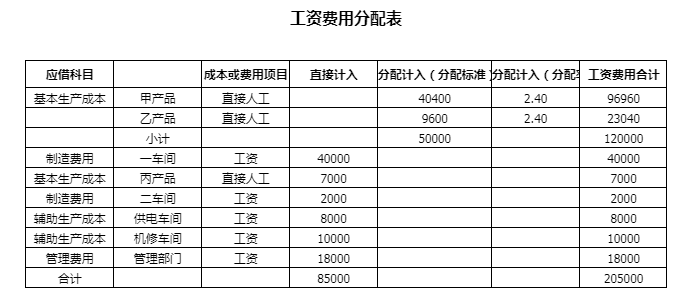 工资费用分配表
应借科目 成本或费用项目 直接计入 分配计入（分配标准 分配计入（分配 工资费用合计
基本生产成本 甲产品 直接人工 40400 2.40 96960
乙产品 直接人工 9600 2.40 23040
小计 50000 120000
制造费用 一车间 工资 40000 40000
基本生产成本 丙产品 直接人工 7000 7000
制造费用 二车间 工资 2000 2000
辅助生产成本 供电车间 工资 8000 8000
辅助生产成本 机修车间 工资 10000 10000
管理费用 管理部门 工资 18000 18000
合计 85000 205000